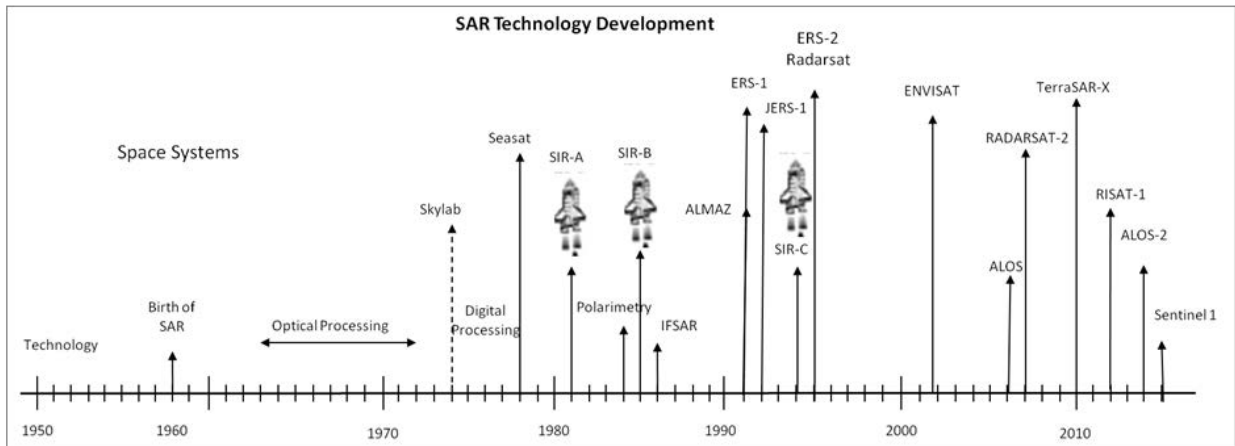 SAR Technology Development
ERS-2
Radarsat
ERS-1
JERS-1
ENVISAT
TerraSAR-X
Seasat
RADARSAT-2
Space Systems
SIR-A
SIR-B
Skylab
ALMAZ
RISAT-1
SIR-C
ALOS-2
ALOS
Birth of
SAR
Digital
Processing
Polarimetry
Optical Processing
IFSAR
Sentinel 1
Technology
1950
1960
1970
1980
1990
2000
2010